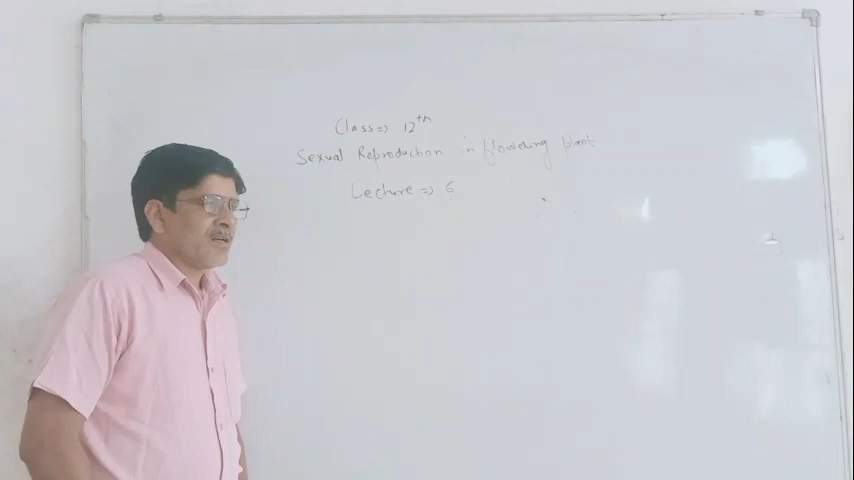 Class => 12th
Sexual Reproduction in flowering plant
Lecture => 6